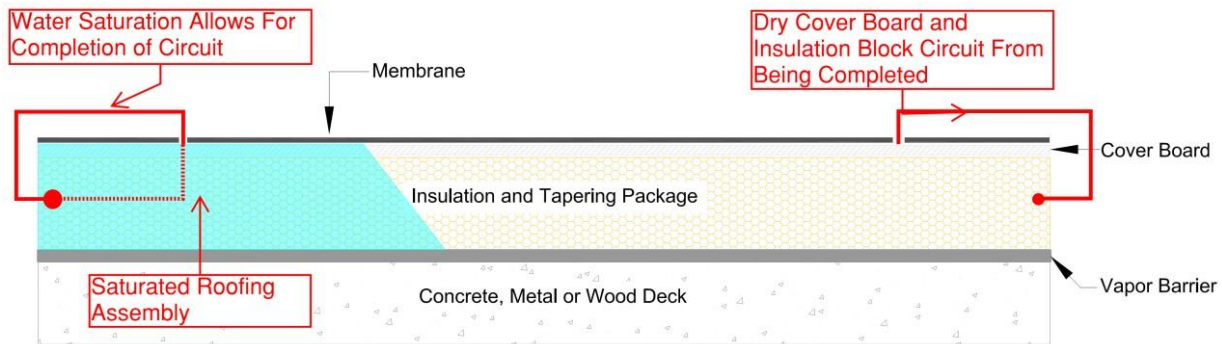 Water Saturation Allows For
Completion of Circuit
Dry Cover Board and
Insulation Block Circuit From
Being Completed
Membrane
Cover Board
Insulation and Tapering Package
Saturated Roofing
Assembly
Concrete, Metal or Wood Deck
Vapor Barrier